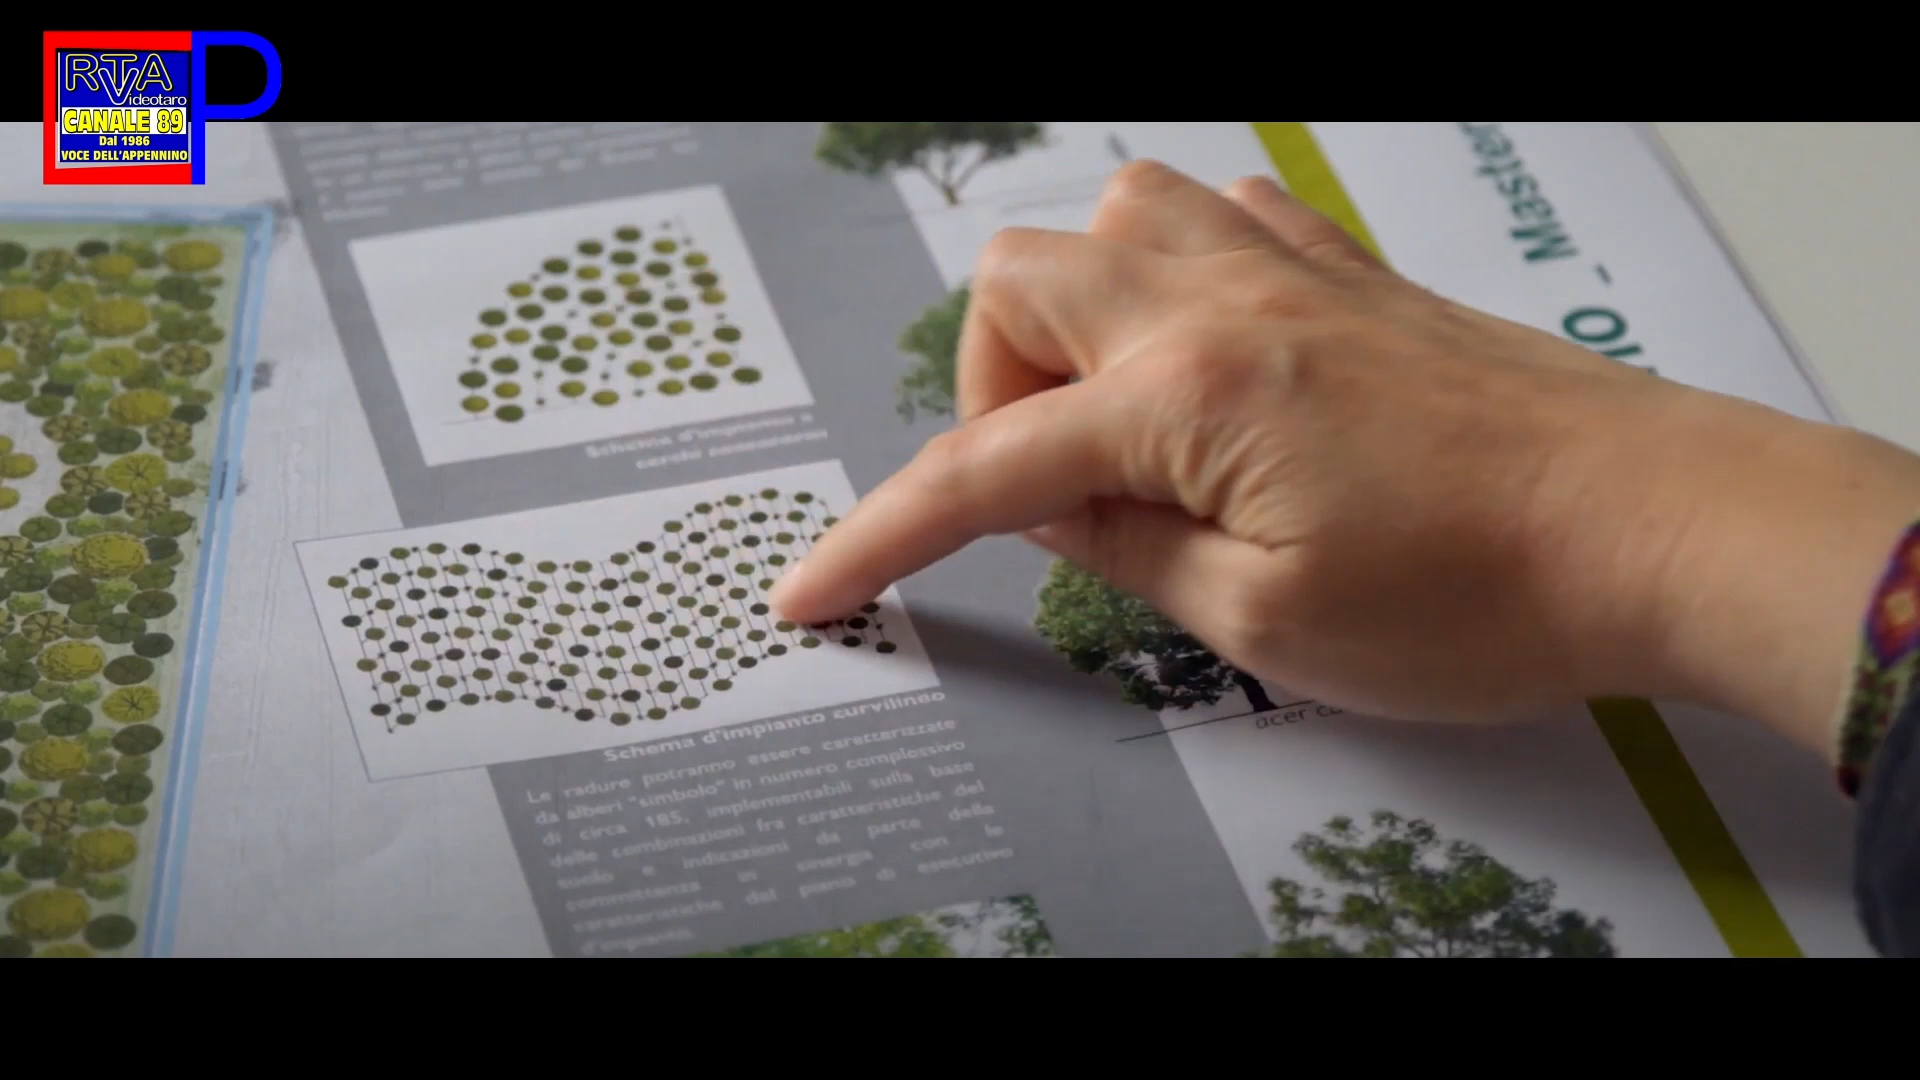 RTA
Videotaro
CANALE 89
Dal 1986
VOCE DELL'APPENNINO
Master
IO -
Schema d'impianto a
cerchi concentrici
Schema d'impianto curvilineo
Le radure potranno essere caratterizzate
da alberi "simbolo" in numero complessivo
di circa 185, implementabili sulla base
delle combinazioni fra caratteristiche del
suolo e indicazioni da parte della
committenza in sinergia con le
caratteristiche del piano di esecutivo
d'impianto.
acer ca